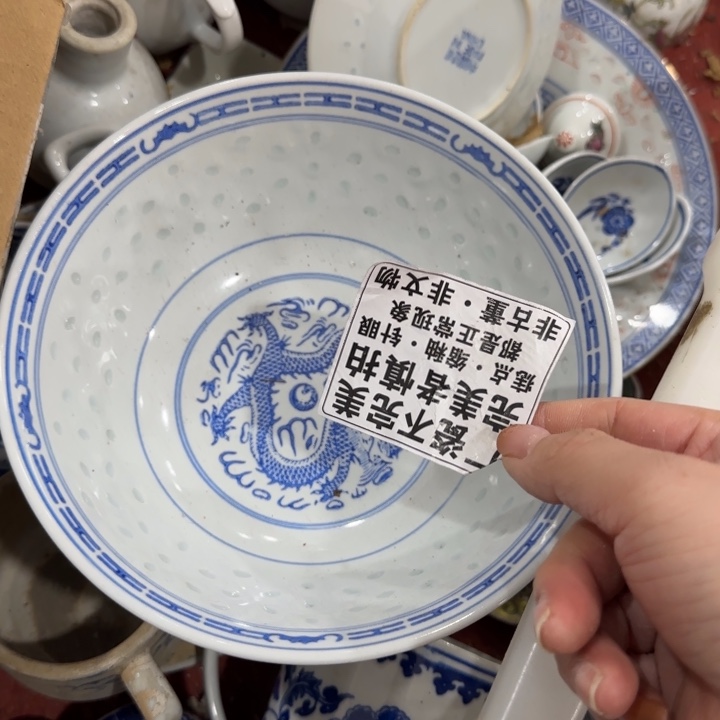 瓷不完美
完美者慎拍
痣点·缩釉·针眼
都是正常现象
非古董·非文物